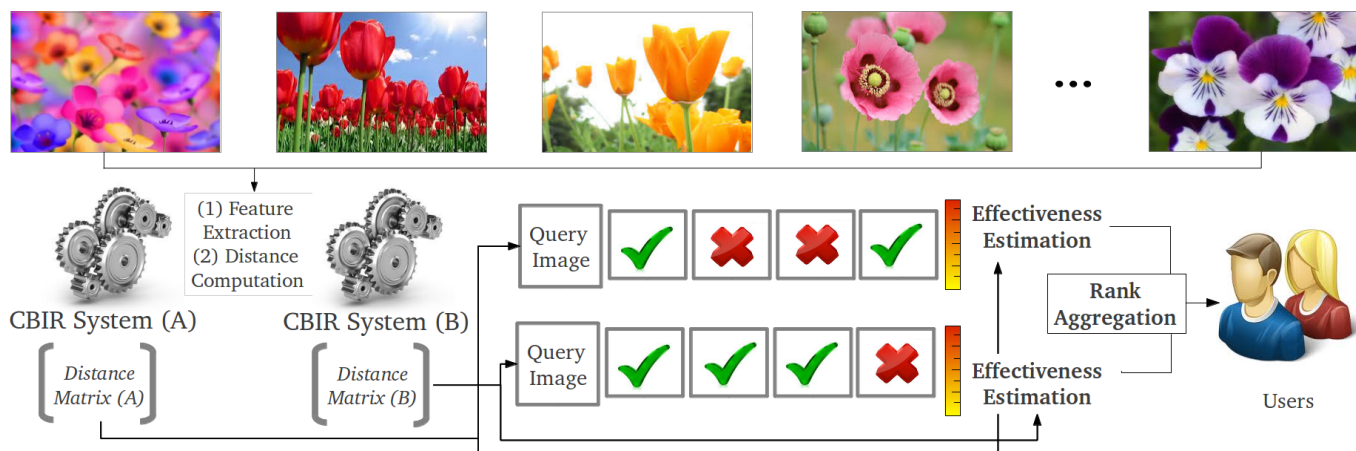 (1) Feature
Extraction
(2) Distance
Computation
CBIR System (A)
CBIR System (B)
Distance
Matrix (A)
Distance
Matrix (B)
Query
Image
Effectiveness
Estimation
Query
Image
Effectiveness
Estimation
Rank
Aggregation
Users